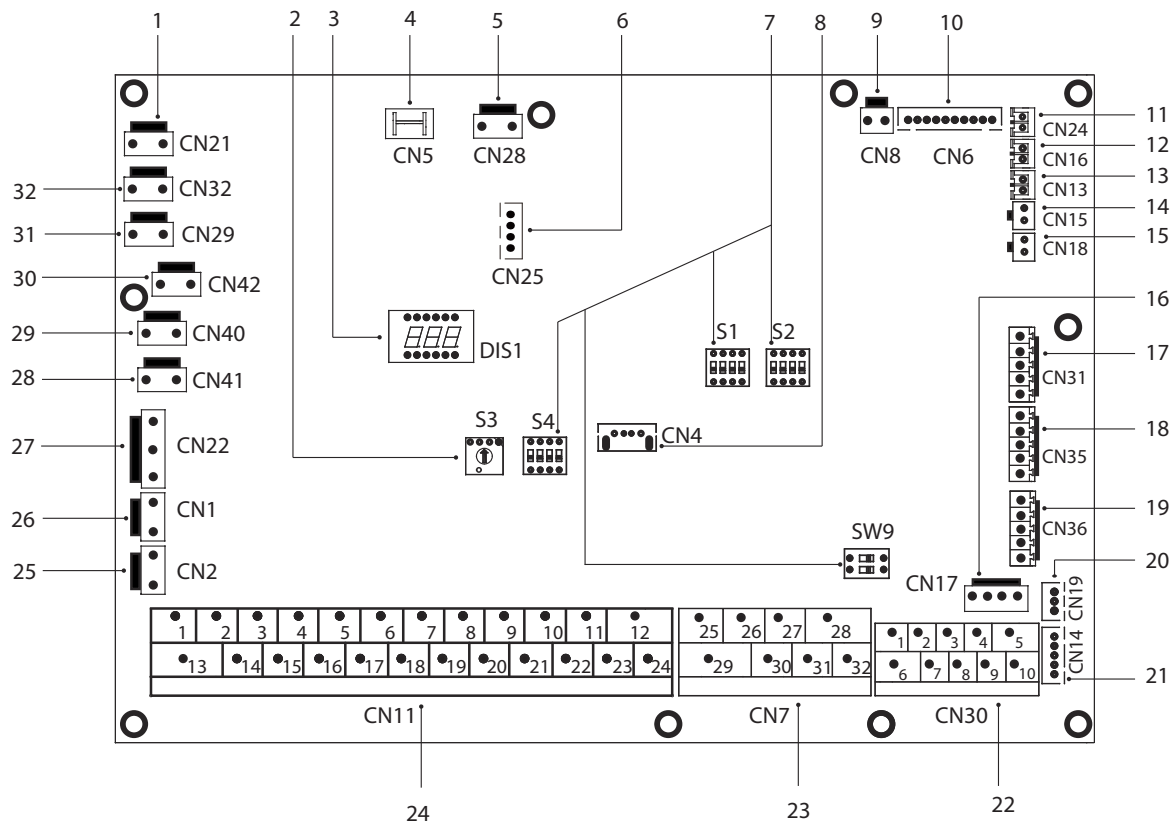 1 2 3 4 5 6 7 8 9 10
11
CN24
12
CN16
13
CN13
14
CN15
15
CN18
CN21
CN5
CN28
CN8
CN6
32
CN32
31
CN29
CN25
30
CN42
16
29
CN40
DIS1
S1
S2
17
CN31
28
CN41
27
CN22
S3
S4
CN4
18
CN35
26
CN1
19
CN36
SW9
25
CN2
20
CN17
CN19
CN14
1 2 3 4 5 6 7 8 9 10 11 12
13 14 15 16 17 18 19 20 21 22 23 24
25 26 27 28
29 30 31 32
1 2 3 4 5
6 7 8 9 10
21
CN11
CN7
CN30
24
23
22